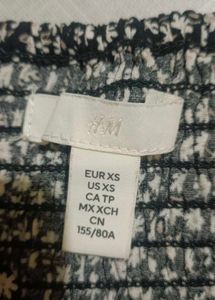 H&M
EUR XS
US XS
CA TP
MX XCH
CN
155/80A